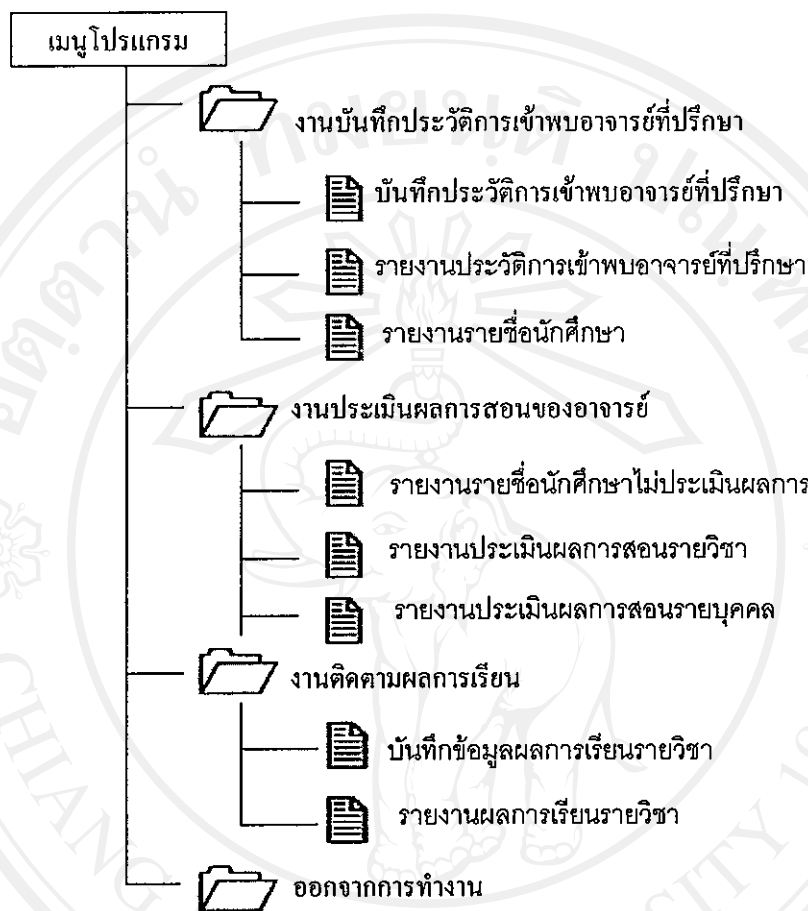 เมนูโปรแกรม
งานบันทึกประวัติการเข้าพบอาจารย์ที่ปรึกษา
บันทึกประวัติการเข้าพบอาจารย์ที่ปรึกษา
รายงานประวัติการเข้าพบอาจารย์ที่ปรึกษา
รายงานรายชื่อนักศึกษา
งานประเมินผลการสอนของอาจารย์
รายงานรายชื่อนักศึกษาไม่ประเมินผลการ
รายงานประเมินผลการสอนรายวิชา
รายงานประเมินผลการสอนรายบุคคล
งานติดตามผลการเรียน
บันทึกข้อมูลผลการเรียนรายวิชา
รายงานผลการเรียนรายวิชา
ออกจากการทำงาน